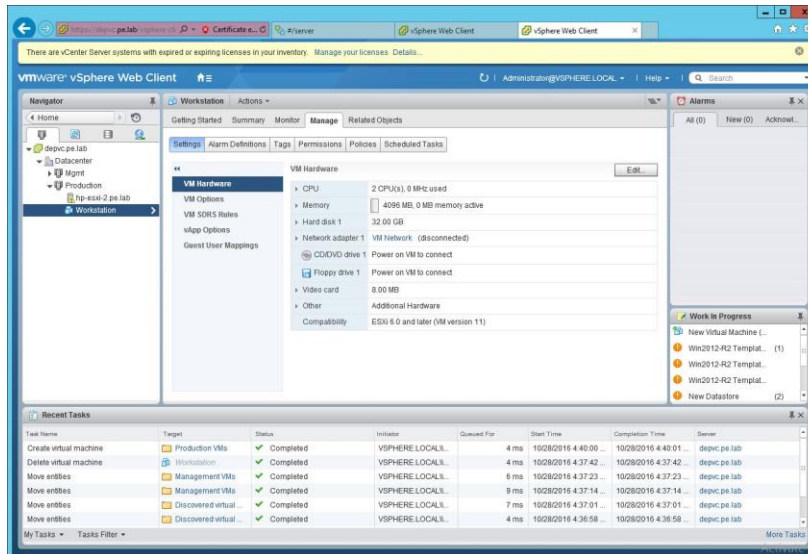 https://depvc.pe.lab/vsphere-cli
Certificate e...
#/server
vSphere Web Client
vSphere Web Client
There are vCenter Server systems with expired or expiring licenses in your inventory. Manage your licenses Details...
vmware® vSphere Web Client
Administrator@VSPHERE.LOCAL
Help
Search
Navigator
Home
depvc.pe.lab
Datacenter
Mgmt
Production
hp-esxi-2.pe.lab
Workstation
Workstation Actions
Getting Started Summary Monitor Manage Related Objects
Settings Alarm Definitions Tags Permissions Policies Scheduled Tasks
VM Hardware
VM Options
VM SDRS Rules
vApp Options
Guest User Mappings
VM Hardware Edit...
CPU 2 CPU(s), 0 MHz used
Memory 4096 MB, 0 MB memory active
Hard disk 1 32.00 GB
Network adapter 1 VM Network (disconnected)
CD/DVD drive 1 Power on VM to connect
Floppy drive 1 Power on VM to connect
Video card 8.00 MB
Other Additional Hardware
Compatibility ESXi 6.0 and later (VM version 11)
Alarms
All (0) New (0) Acknowl...
Work In Progress
New Virtual Machine (...
Win2012-R2 Templat... (1)
Win2012-R2 Templat...
Win2012-R2 Templat...
New Datastore (2)
Recent Tasks
Task Name Target Status Initiator Queued For Start Time Completion Time Server
Create virtual machine Production VMs Completed VSPHERE.LOCAL\... 4 ms 10/28/2016 4:40:00 ... 10/28/2016 4:40:01 ... depvc.pe.lab
Delete virtual machine Workstation Completed VSPHERE.LOCAL\... 4 ms 10/28/2016 4:37:42 ... 10/28/2016 4:37:42 ... depvc.pe.lab
Move entities Management VMs Completed VSPHERE.LOCAL\... 6 ms 10/28/2016 4:37:23 ... 10/28/2016 4:37:23 ... depvc.pe.lab
Move entities Management VMs Completed VSPHERE.LOCAL\... 9 ms 10/28/2016 4:37:14 ... 10/28/2016 4:37:14 ... depvc.pe.lab
Move entities Discovered virtual ... Completed VSPHERE.LOCAL\... 7 ms 10/28/2016 4:37:01 ... 10/28/2016 4:37:01 ... depvc.pe.lab
Move entities Discovered virtual ... Completed VSPHERE.LOCAL\... 4 ms 10/28/2016 4:36:58 ... 10/28/2016 4:36:58 ... depvc.pe.lab
My Tasks Tasks Filter More Tasks